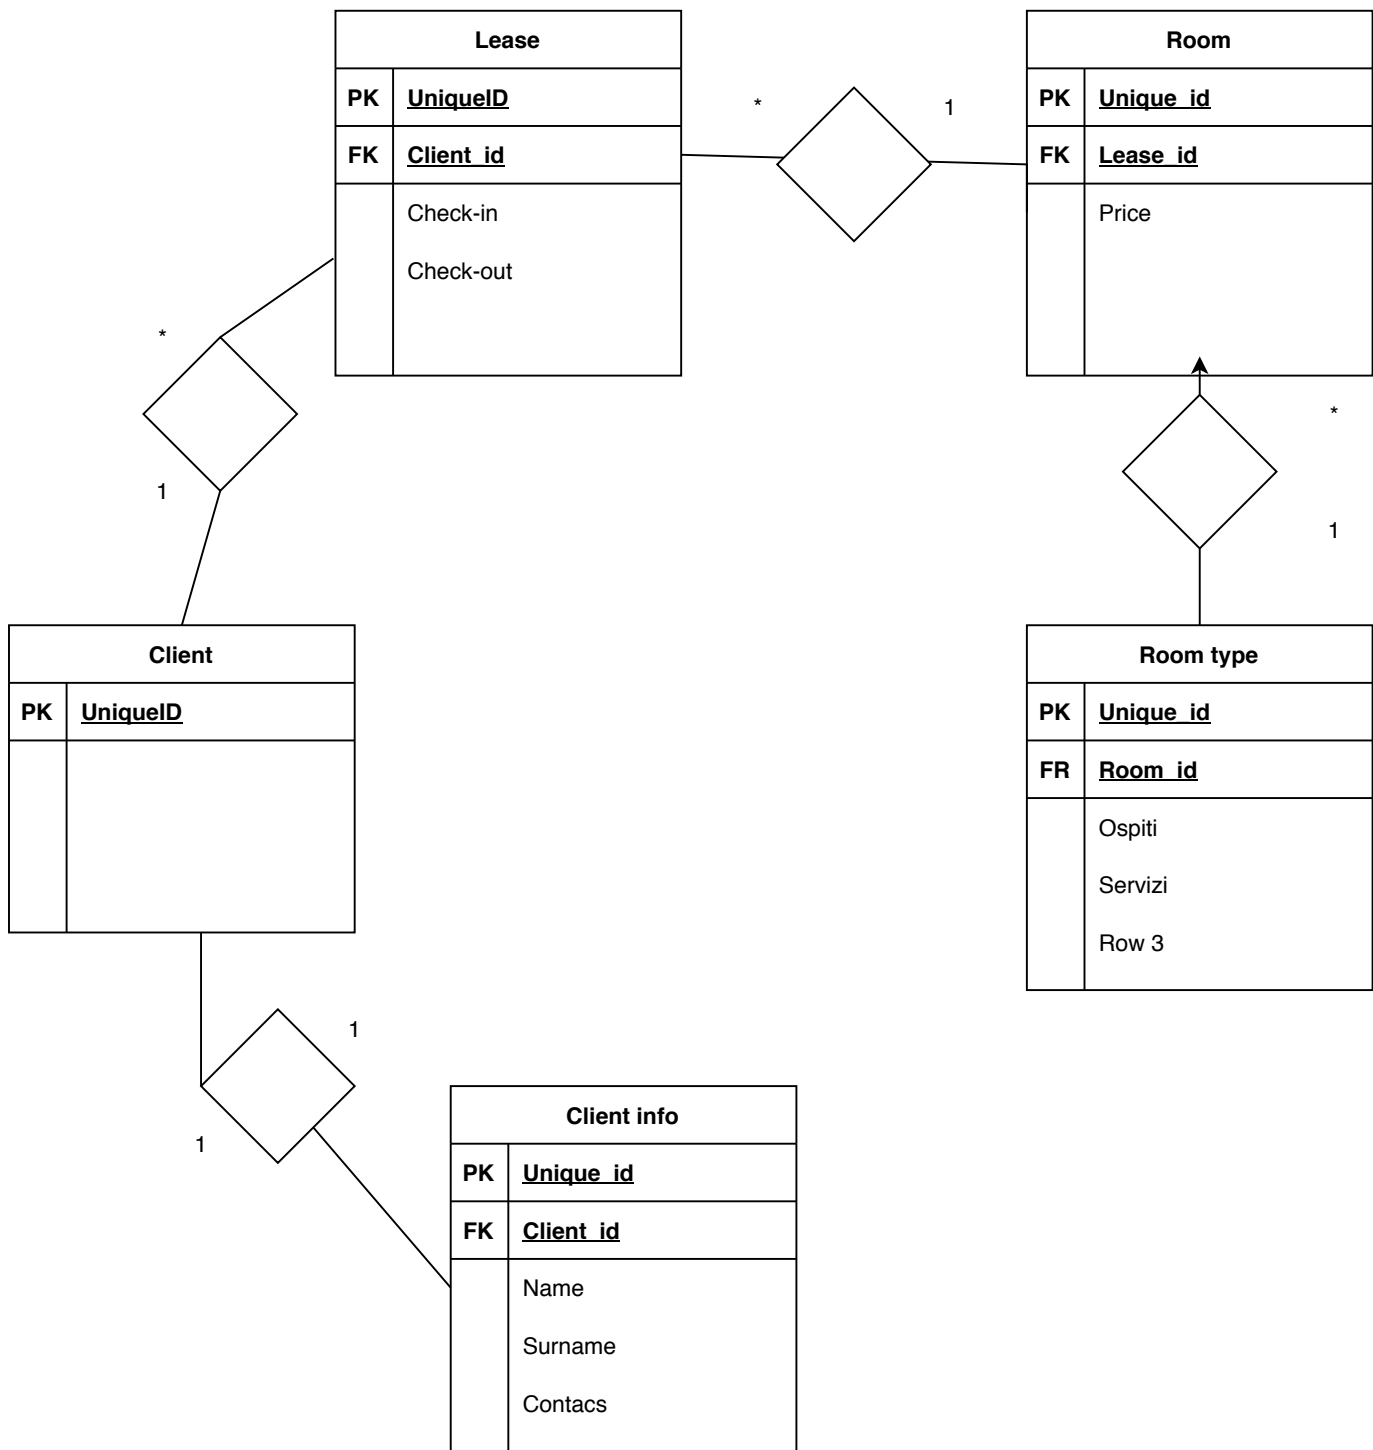 Lease
PK UniqueID
FK Client_id
Check-in
Check-out
* 1
Room
PK Unique_id
FK Lease_id
Price
*
1
*
1
Client
PK UniqueID
Room type
PK Unique_id
FR Room_id
Ospiti
Servizi
Row 3
1
1
Client info
PK Unique_id
FK Client_id
Name
Surname
Contacs